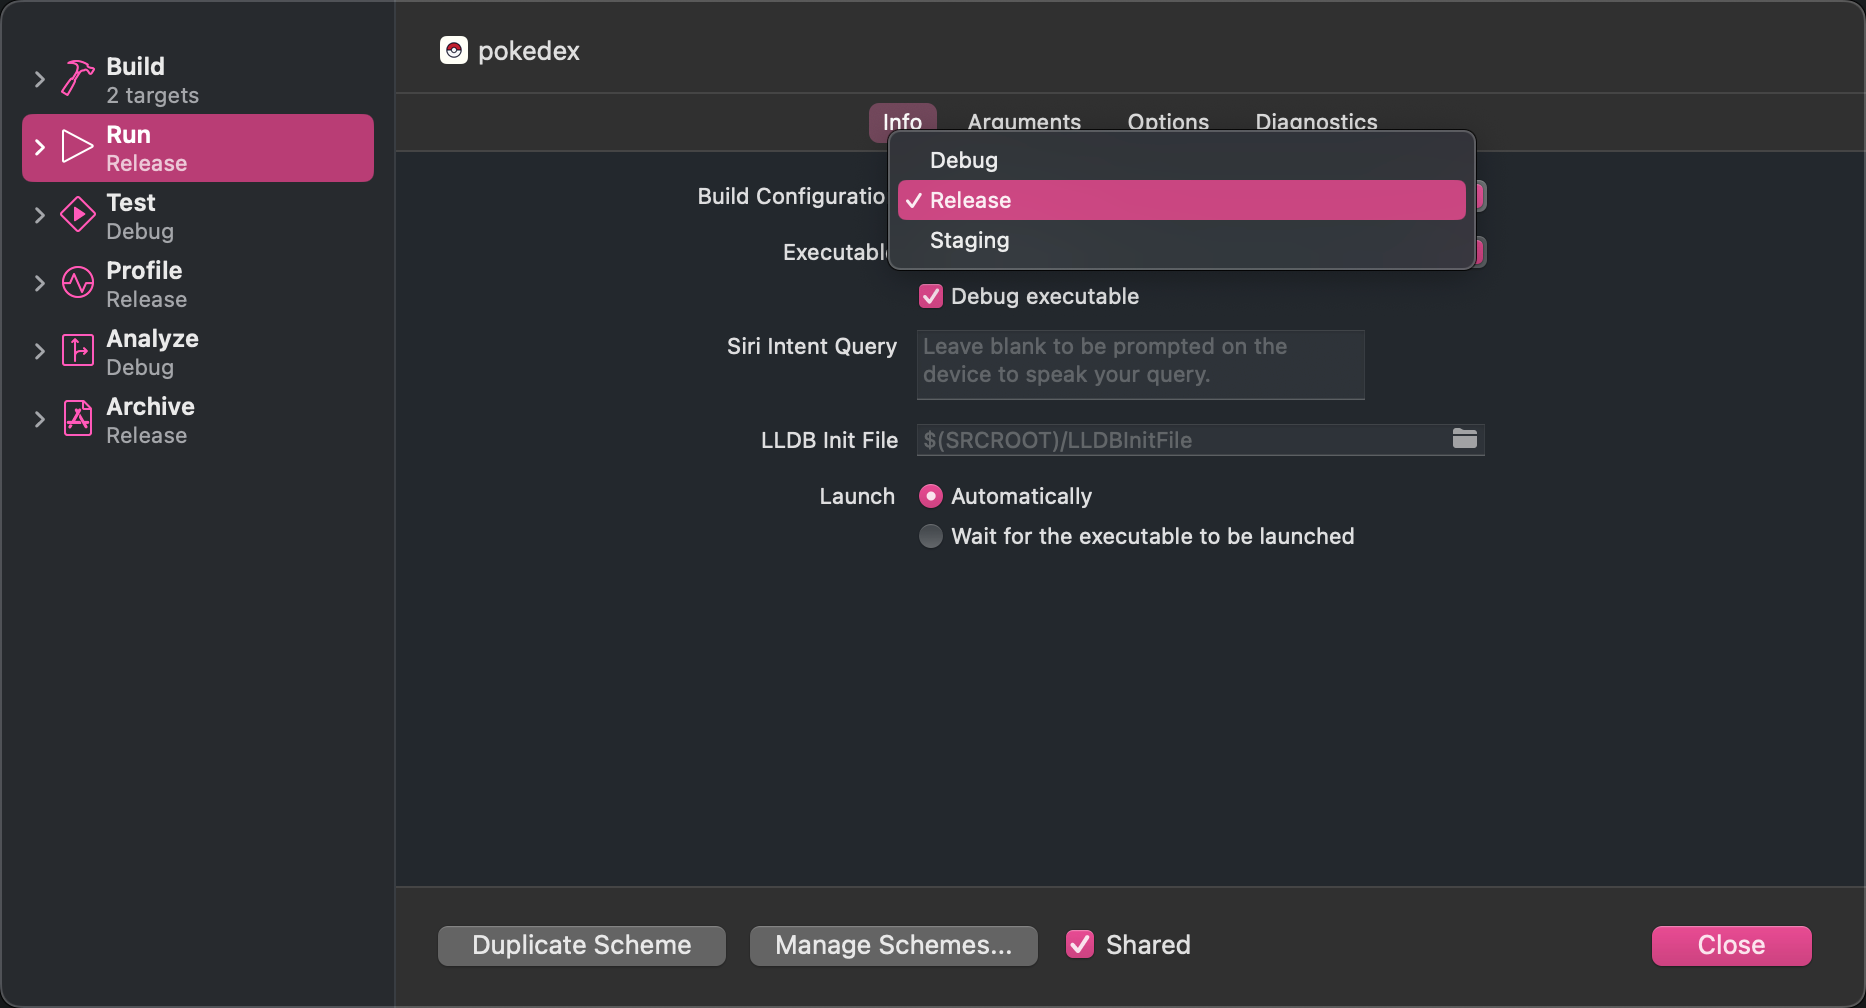 Build
2 targets
Run
Release
Test
Debug
Profile
Release
Analyze
Debug
Archive
Release
pokedex
Info Arguments Options Diagnostics
Build Configuratio
Debug
Release
Staging
Executabl
Debug executable
Siri Intent Query
Leave blank to be prompted on the
device to speak your query.
LLDB Init File
$(SRCROOT)/LLDBInitFile
Launch
Automatically
Wait for the executable to be launched
Duplicate Scheme
Manage Schemes...
Shared
Close